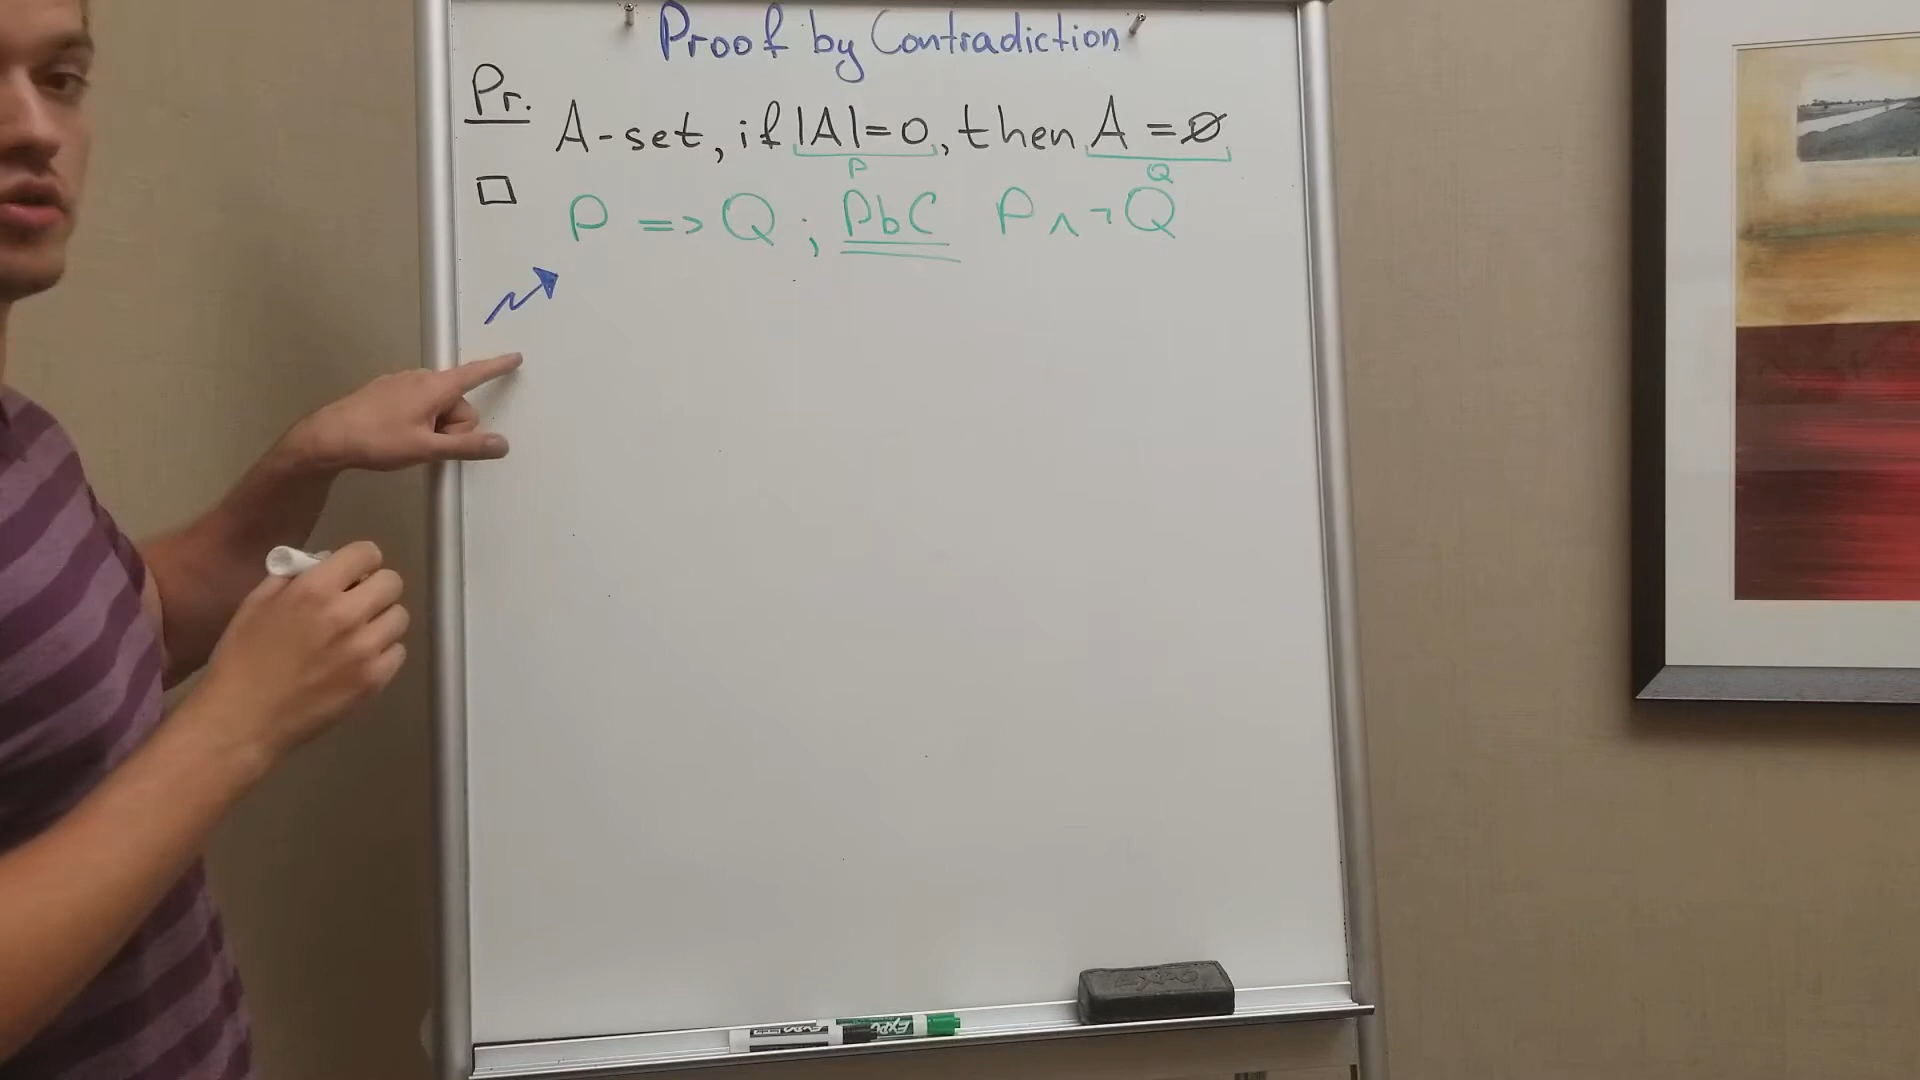 Proof by Contradiction
Pr. A-set, if |A|=0, then A = ∅
P Q
□ P => Q ; PbC P ∧ ¬ Q
EXPO